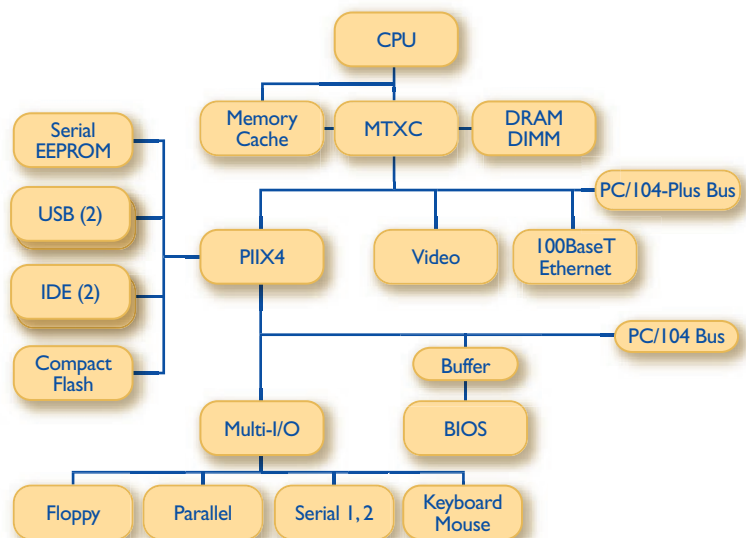 CPU
Memory
Cache
MTXC
DRAM
DIMM
Serial
EEPROM
PC/104-Plus Bus
USB (2)
PIIX4
Video
100BaseT
Ethernet
IDE (2)
PC/104 Bus
Compact
Flash
Buffer
Multi-I/O
BIOS
Floppy
Parallel
Serial 1, 2
Keyboard
Mouse